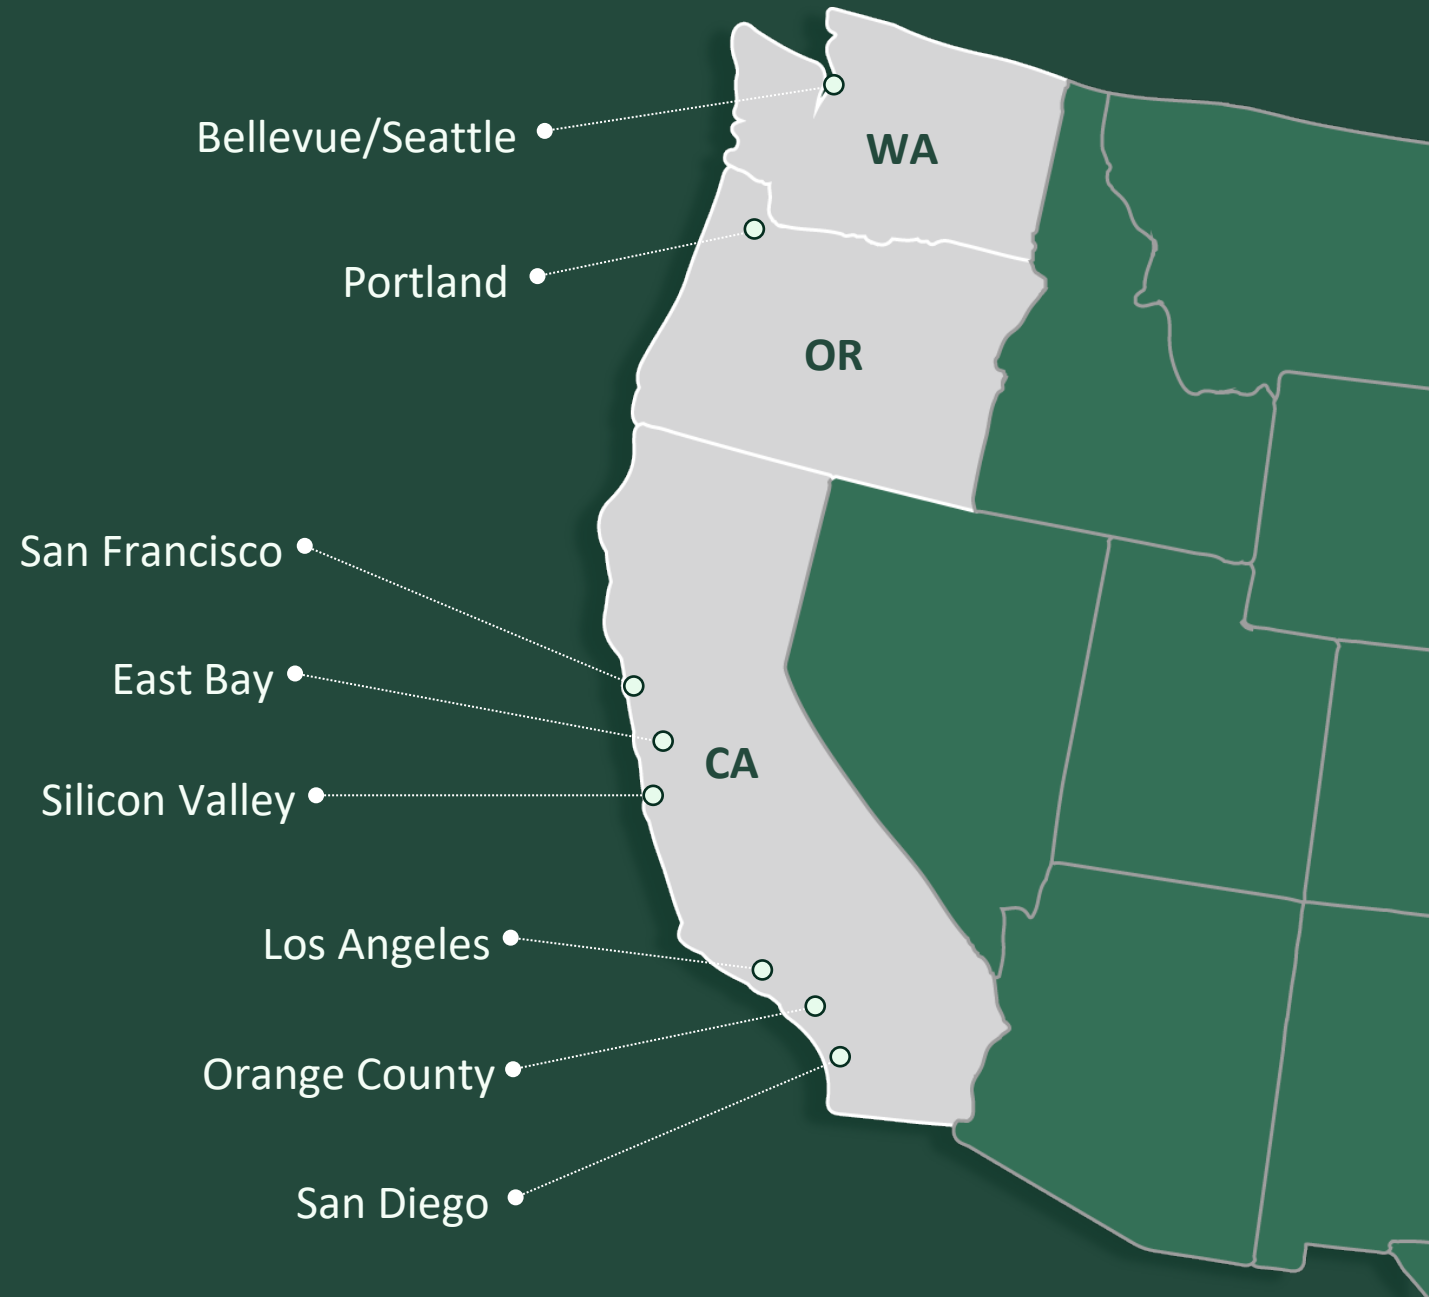 Bellevue/Seattle
WA
Portland
OR
San Francisco
East Bay
CA
Silicon Valley
Los Angeles
Orange County
San Diego